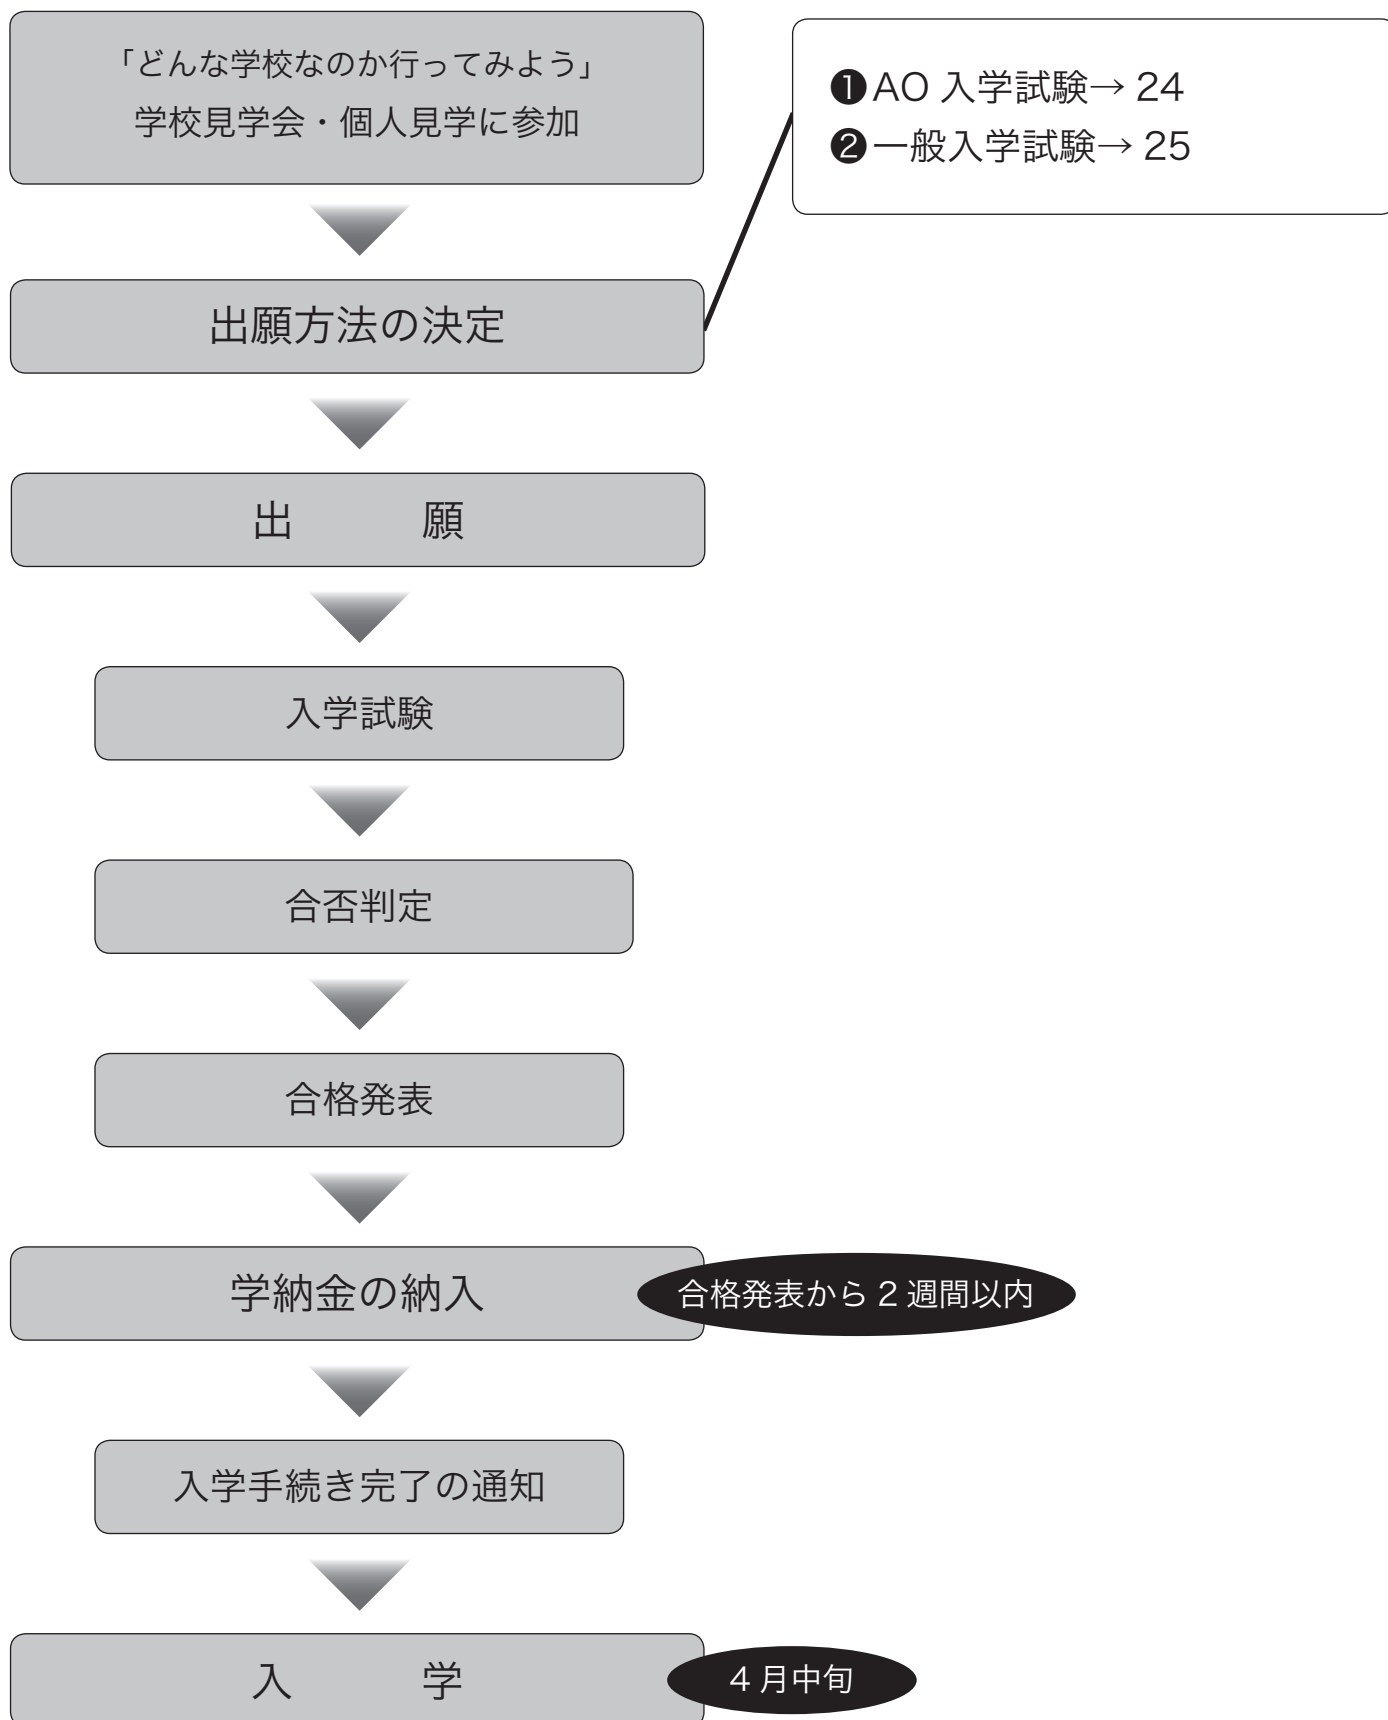 「どんな学校なのか行ってみよう」
学校見学会・個人見学に参加
❶AO 入学試験→ 24
❷一般入学試験→ 25
出願方法の決定
出　　　願
入学試験
合否判定
合格発表
学納金の納入
合格発表から 2 週間以内
入学手続き完了の通知
入　　　学
4 月中旬